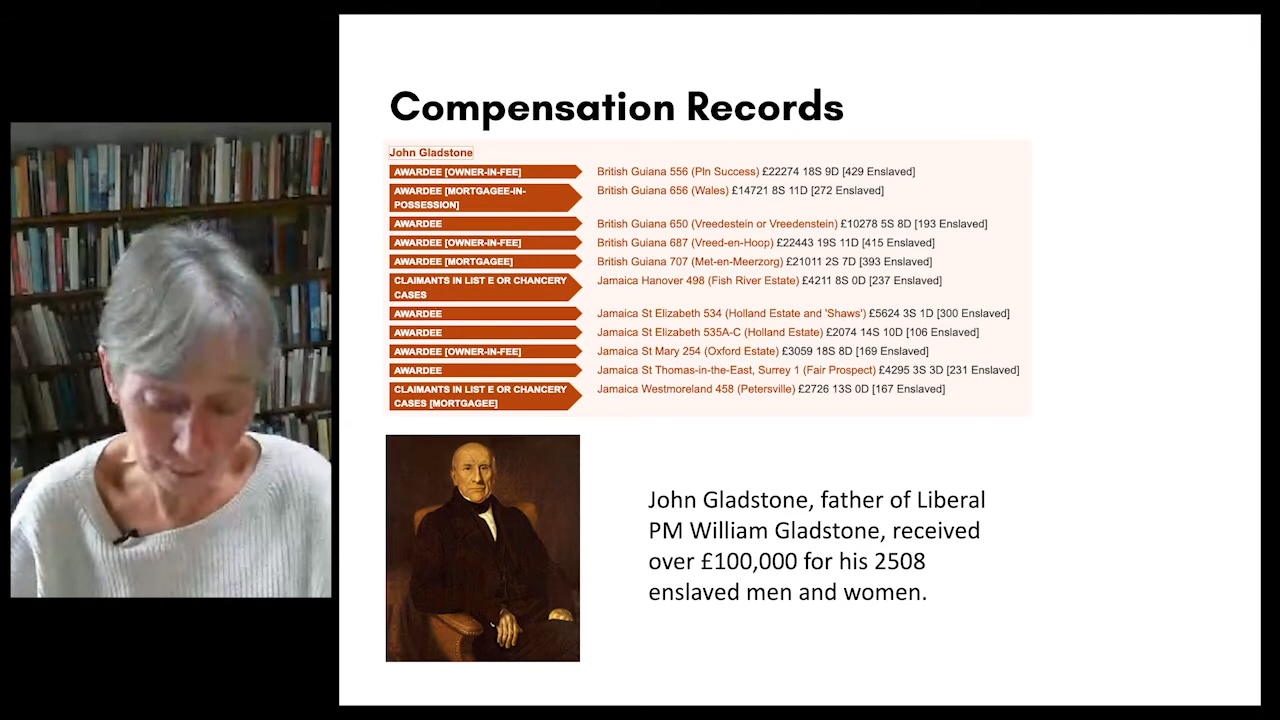 Compensation Records
John Gladstone
AWARDEE [OWNER-IN-FEE]
British Guiana 556 (Pln Success) £22274 18S 9D [429 Enslaved]
AWARDEE [MORTGAGEE-IN-
POSSESSION]
British Guiana 656 (Wales) £14721 8S 11D [272 Enslaved]
AWARDEE
British Guiana 650 (Vreedestein or Vreedenstein) £10278 5S 8D [193 Enslaved]
AWARDEE [OWNER-IN-FEE]
British Guiana 687 (Vreed-en-Hoop) £22443 19S 11D [415 Enslaved]
AWARDEE [MORTGAGEE]
British Guiana 707 (Met-en-Meerzorg) £21011 2S 7D [393 Enslaved]
CLAIMANTS IN LIST E OR CHANCERY
CASES
Jamaica Hanover 498 (Fish River Estate) £4211 8S 0D [237 Enslaved]
AWARDEE
Jamaica St Elizabeth 534 (Holland Estate and 'Shaws') £5624 3S 1D [300 Enslaved]
AWARDEE
Jamaica St Elizabeth 535A-C (Holland Estate) £2074 14S 10D [106 Enslaved]
AWARDEE [OWNER-IN-FEE]
Jamaica St Mary 254 (Oxford Estate) £3059 18S 8D [169 Enslaved]
AWARDEE
Jamaica St Thomas-in-the-East, Surrey 1 (Fair Prospect) £4295 3S 3D [231 Enslaved]
CLAIMANTS IN LIST E OR CHANCERY
CASES [MORTGAGEE]
Jamaica Westmoreland 458 (Petersville) £2726 13S 0D [167 Enslaved]
John Gladstone, father of Liberal
PM William Gladstone, received
over £100,000 for his 2508
enslaved men and women.